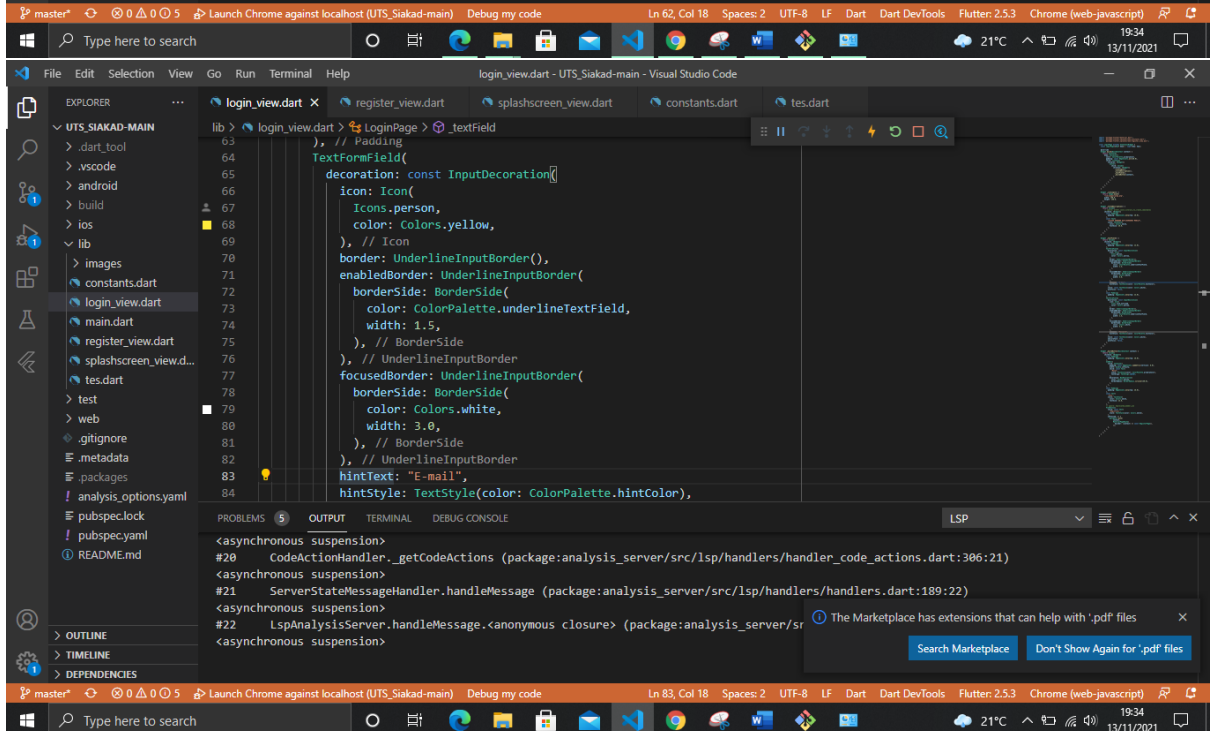 master* 0 0 5 Launch Chrome against localhost (UTS_Siakad-main) Debug my code Ln 62, Col 18 Spaces: 2 UTF-8 LF Dart Dart DevTools Flutter: 2.5.3 Chrome (web-javascript)
Type here to search 21°C 19:34
13/11/2021
File Edit Selection View Go Run Terminal Help login_view.dart - UTS_Siakad-main - Visual Studio Code
EXPLORER ... login_view.dart register_view.dart splashscreen_view.dart constants.dart tes.dart
UTS_SIAKAD-MAIN
.dart_tool
.vscode
android
build
ios
lib
images
constants.dart
login_view.dart
main.dart
register_view.dart
splashscreen_view.d...
tes.dart
test
web
.gitignore
.metadata
.packages
analysis_options.yaml
pubspec.lock
pubspec.yaml
README.md
OUTLINE
TIMELINE
DEPENDENCIES
1
1
1
lib > login_view.dart > LoginPage > _textField
63 ), // Padding
64 TextFormField(
65 decoration: const InputDecoration(
66 icon: Icon(
67 Icons.person,
68 color: Colors.yellow,
69 ), // Icon
70 border: UnderlineInputBorder(),
71 enabledBorder: UnderlineInputBorder(
72 borderSide: BorderSide(
73 color: ColorPalette.underlineTextField,
74 width: 1.5,
75 ), // BorderSide
76 ), // UnderlineInputBorder
77 focusedBorder: UnderlineInputBorder(
78 borderSide: BorderSide(
79 color: Colors.white,
80 width: 3.0,
81 ), // BorderSide
82 ), // UnderlineInputBorder
83 hintText: "E-mail",
84 hintStyle: TextStyle(color: ColorPalette.hintColor),
PROBLEMS 5 OUTPUT TERMINAL DEBUG CONSOLE LSP
<asynchronous suspension>
#20 CodeActionHandler._getCodeActions (package:analysis_server/src/lsp/handlers/handler_code_actions.dart:306:21)
<asynchronous suspension>
#21 ServerStateMessageHandler.handleMessage (package:analysis_server/src/lsp/handlers/handlers.dart:189:22)
<asynchronous suspension>
#22 LspAnalysisServer.handleMessage.<anonymous closure> (package:analysis_server/sr
<asynchronous suspension>
The Marketplace has extensions that can help with '.pdf' files
Search Marketplace Don't Show Again for '.pdf' files
master* 0 0 5 Launch Chrome against localhost (UTS_Siakad-main) Debug my code Ln 83, Col 18 Spaces: 2 UTF-8 LF Dart Dart DevTools Flutter: 2.5.3 Chrome (web-javascript)
Type here to search 21°C 19:34
13/11/2021